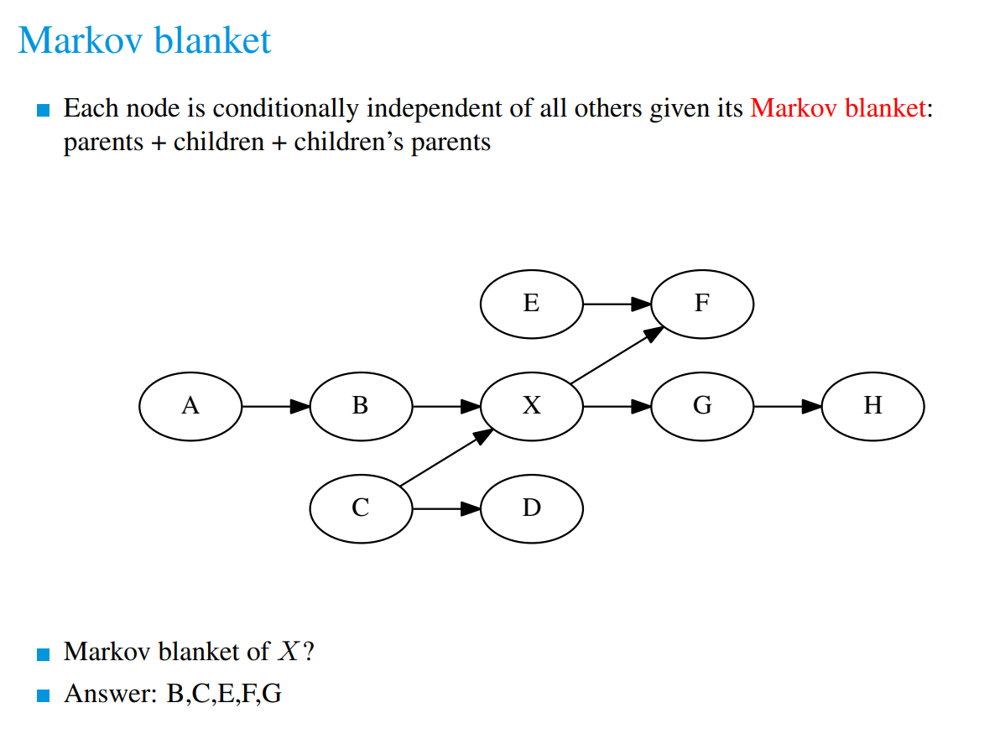 Markov blanket
Each node is conditionally independent of all others given its Markov blanket:
parents + children + children’s parents
E F
A B X G H
C D
Markov blanket of X?
Answer: B,C,E,F,G